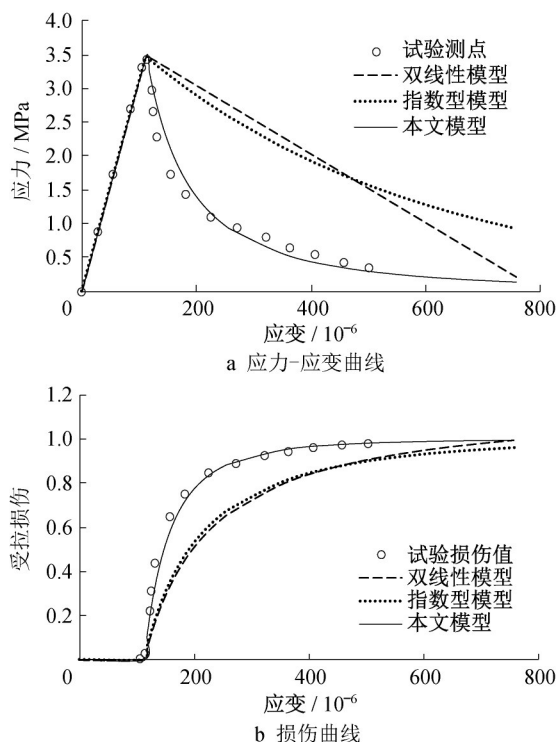 4.0
3.5
3.0
2.5
2.0
1.5
1.0
0.5
0
应力 / MPa
试验测点
双线性模型
指数型模型
本文模型
200 400 600 800
应变 / 10⁻⁶
a 应力-应变曲线
1.2
1.0
0.8
0.6
0.4
0.2
0
受拉损伤
试验损伤值
双线性模型
指数型模型
本文模型
200 400 600 800
应变 / 10⁻⁶
b 损伤曲线